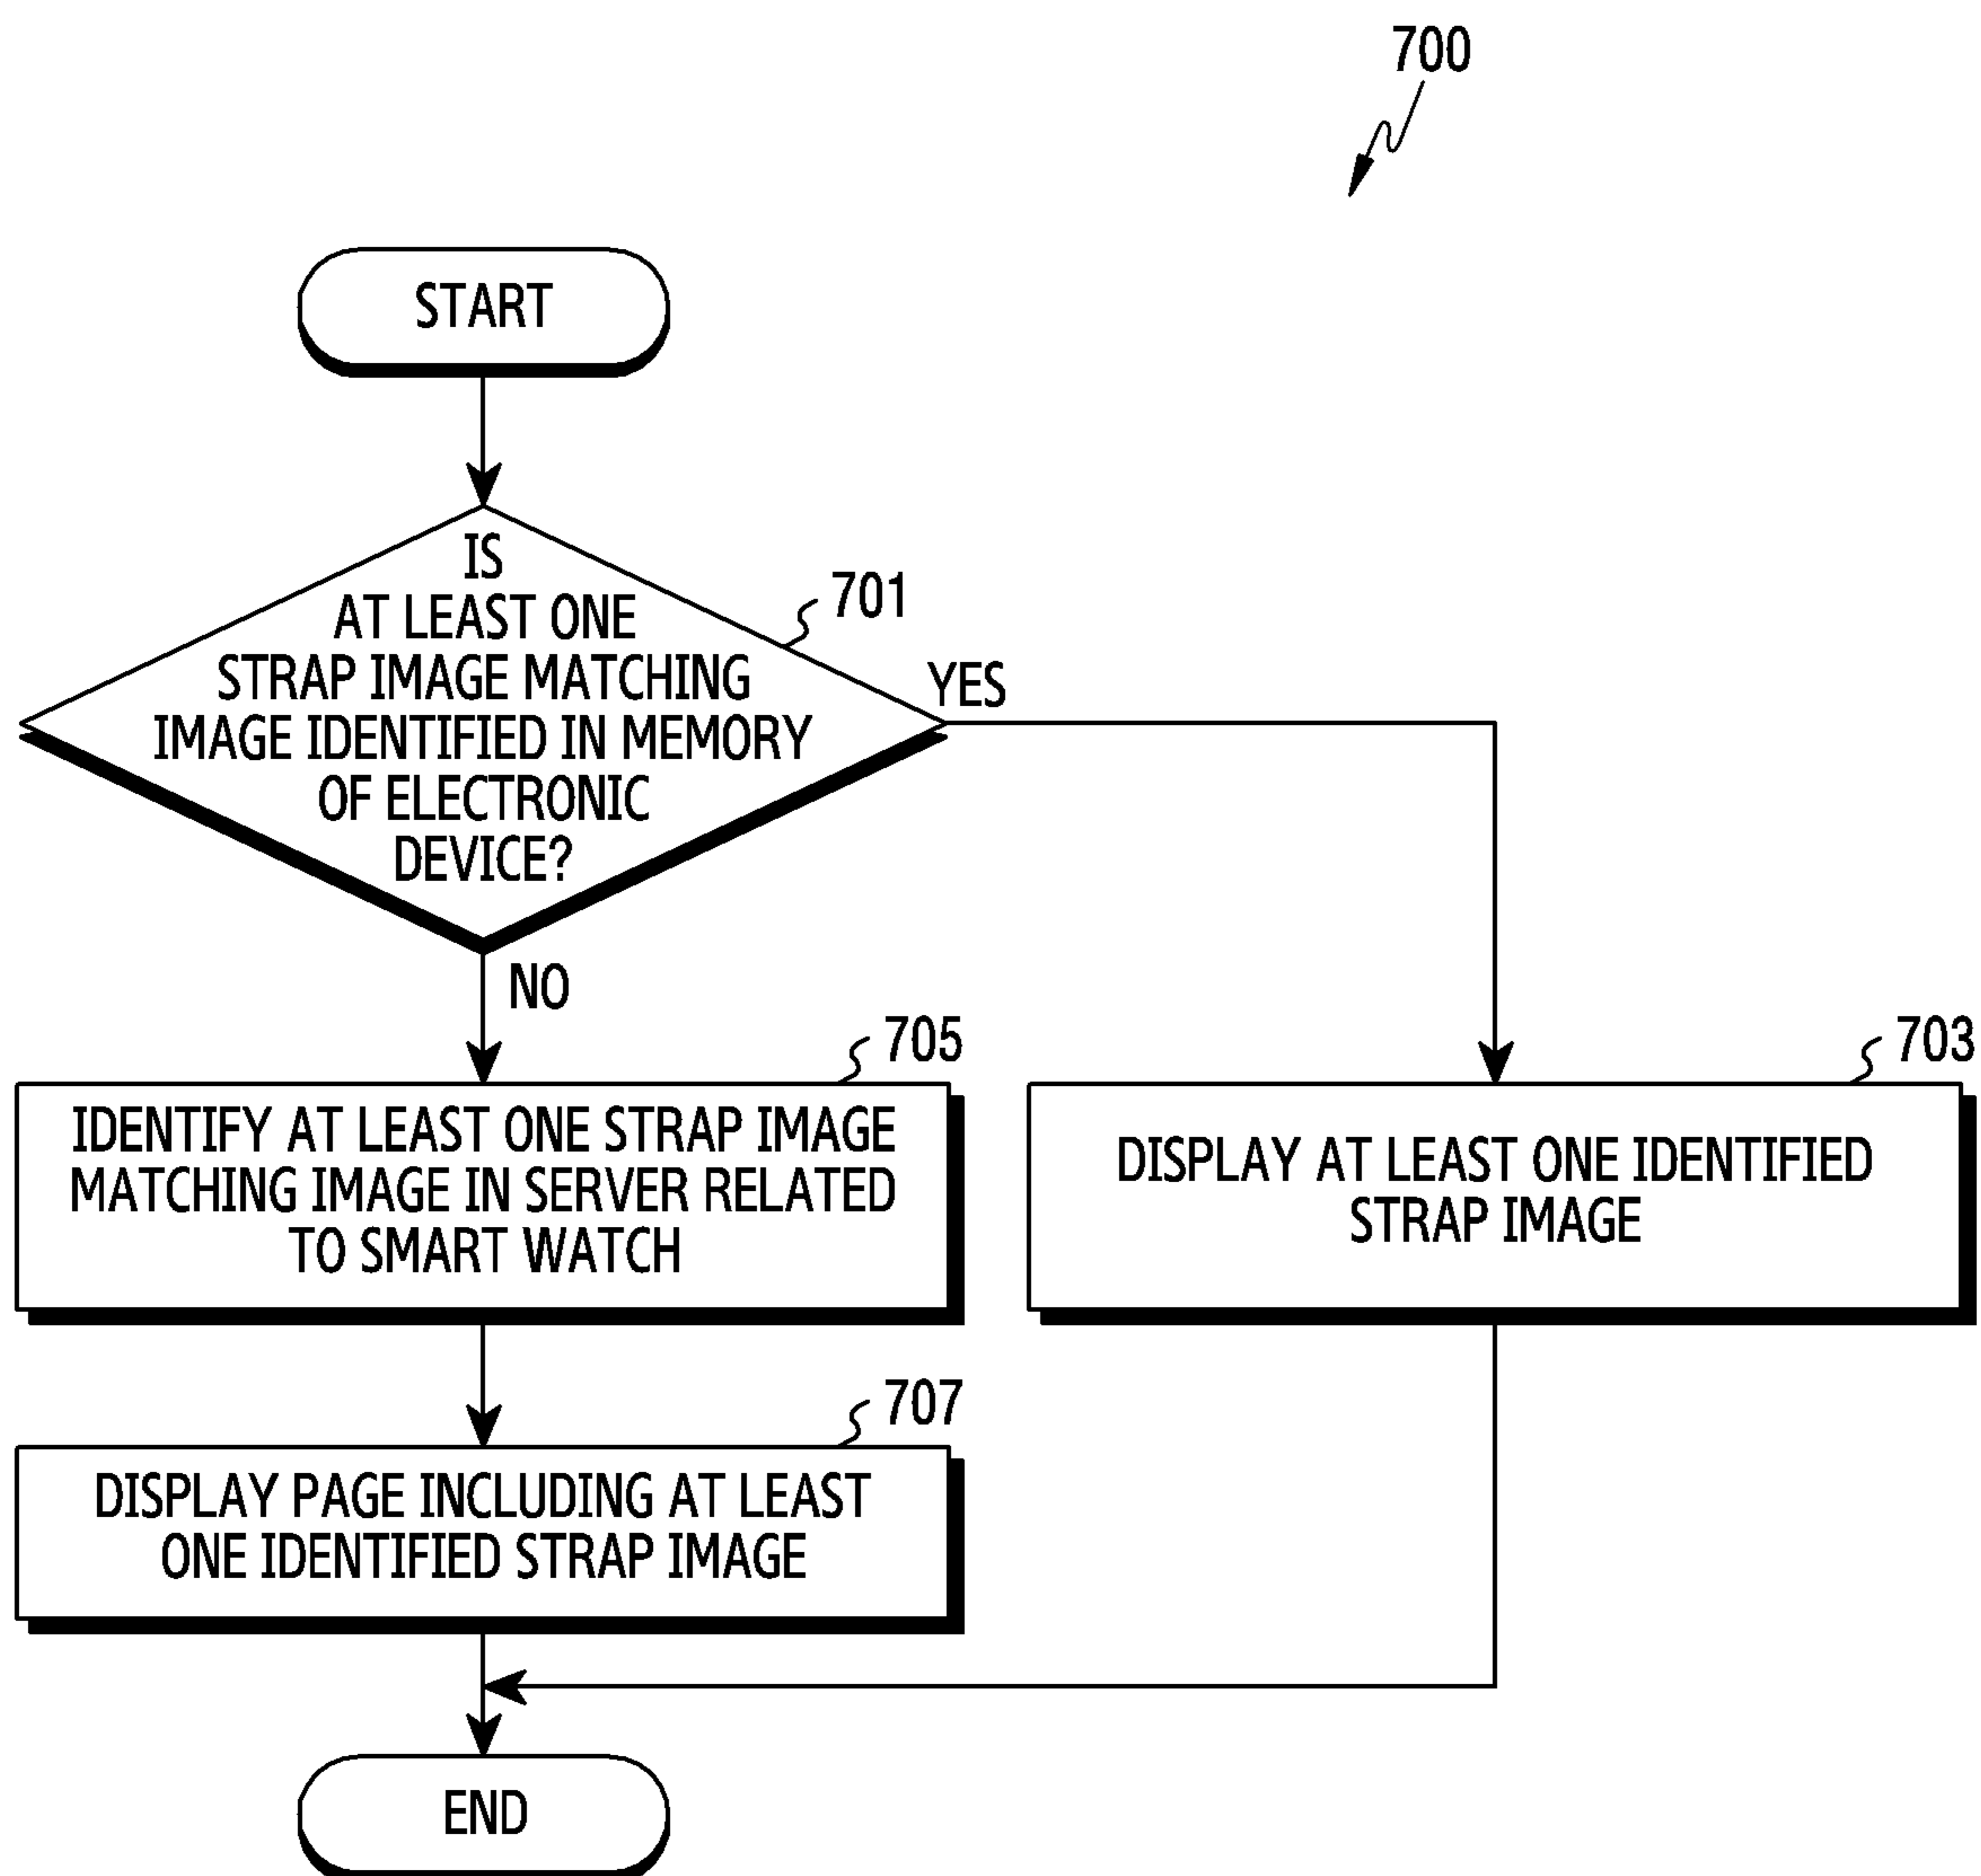 700
START
IS
AT LEAST ONE
STRAP IMAGE MATCHING
IMAGE IDENTIFIED IN MEMORY
OF ELECTRONIC
DEVICE?
701
YES
NO
705
IDENTIFY AT LEAST ONE STRAP IMAGE
MATCHING IMAGE IN SERVER RELATED
TO SMART WATCH
703
DISPLAY AT LEAST ONE IDENTIFIED
STRAP IMAGE
707
DISPLAY PAGE INCLUDING AT LEAST
ONE IDENTIFIED STRAP IMAGE
END